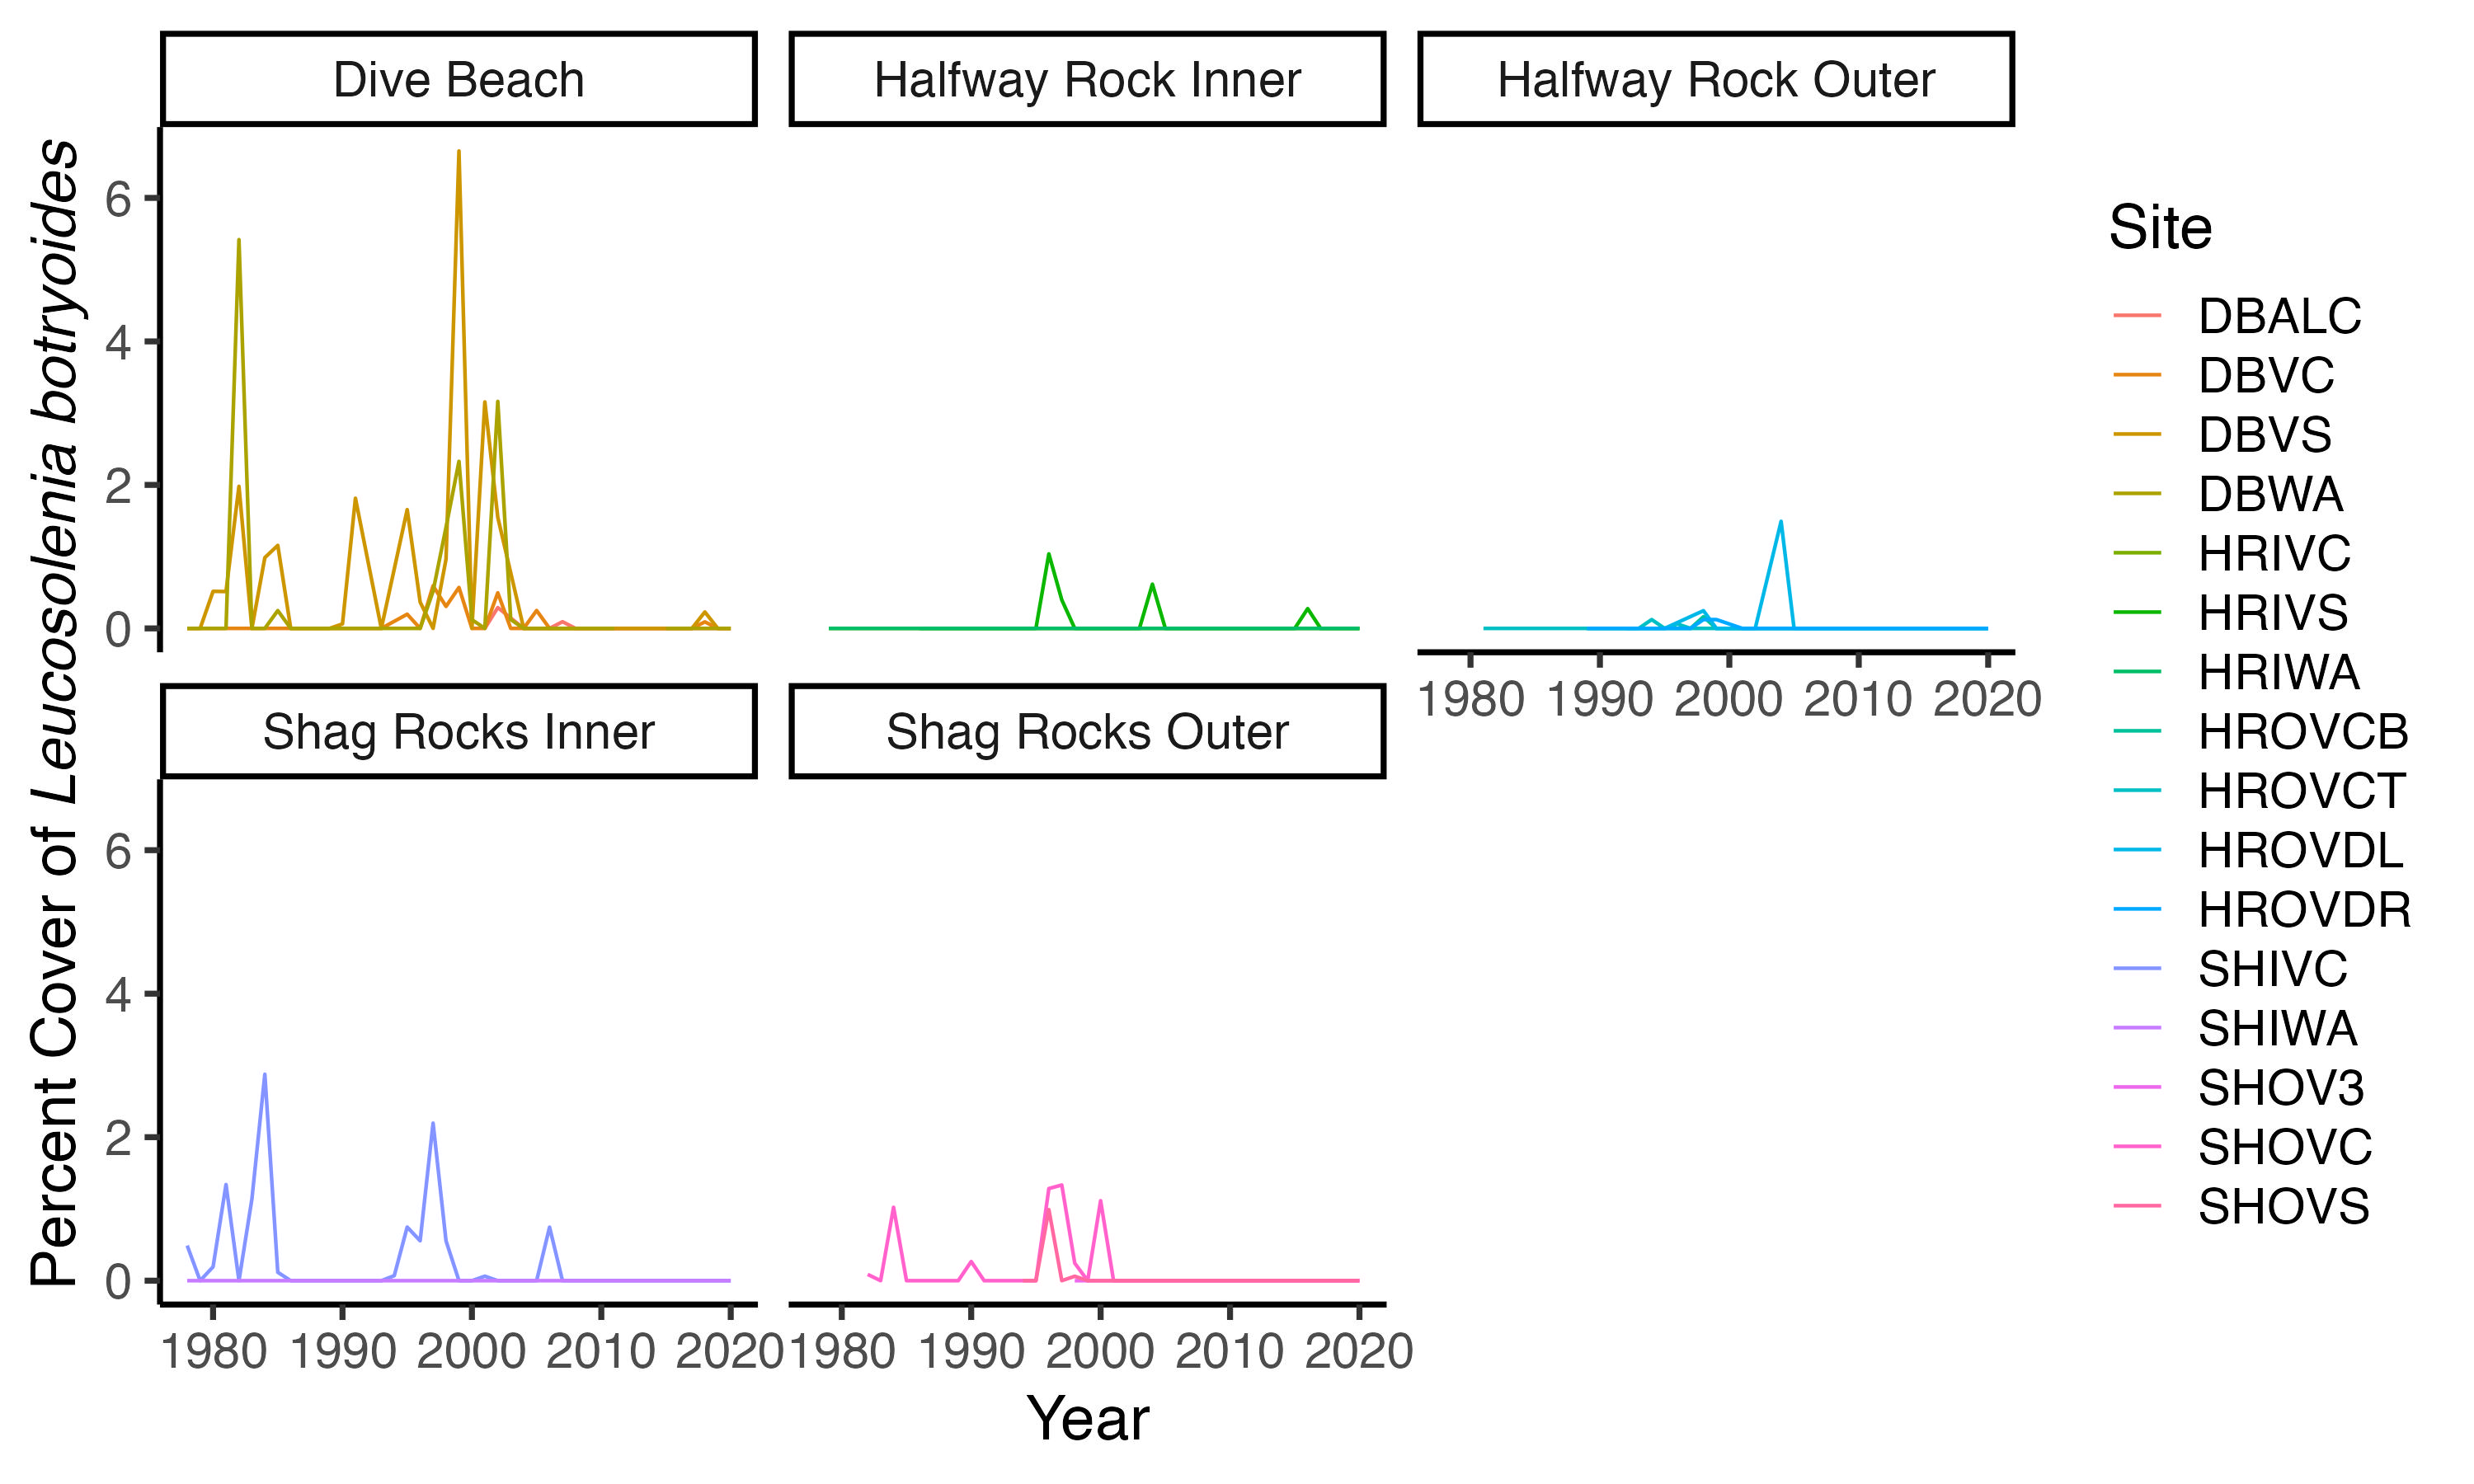 Dive Beach
Halfway Rock Inner
Halfway Rock Outer
Percent Cover of Leucosolenia botryoides
6
4
2
0
1980 1990 2000 2010 2020
Shag Rocks Inner
Shag Rocks Outer
6
4
2
0
1980 1990 2000 2010 2020
1980 1990 2000 2010 2020
Year
Site
DBALC
DBVC
DBVS
DBWA
HRIVC
HRIVS
HRIWA
HROVCB
HROVCT
HROVDL
HROVDR
SHIVC
SHIWA
SHOV3
SHOVC
SHOVS